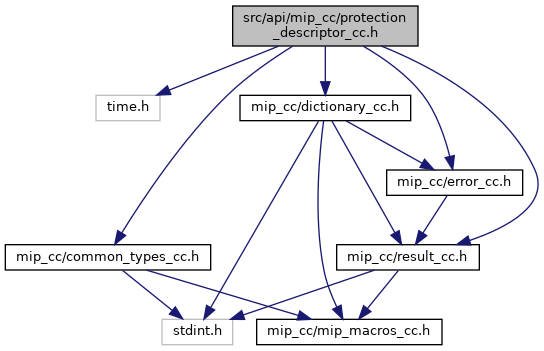 src/api/mip_cc/protection
_descriptor_cc.h
time.h
mip_cc/dictionary_cc.h
mip_cc/error_cc.h
mip_cc/common_types_cc.h
mip_cc/result_cc.h
stdint.h
mip_cc/mip_macros_cc.h